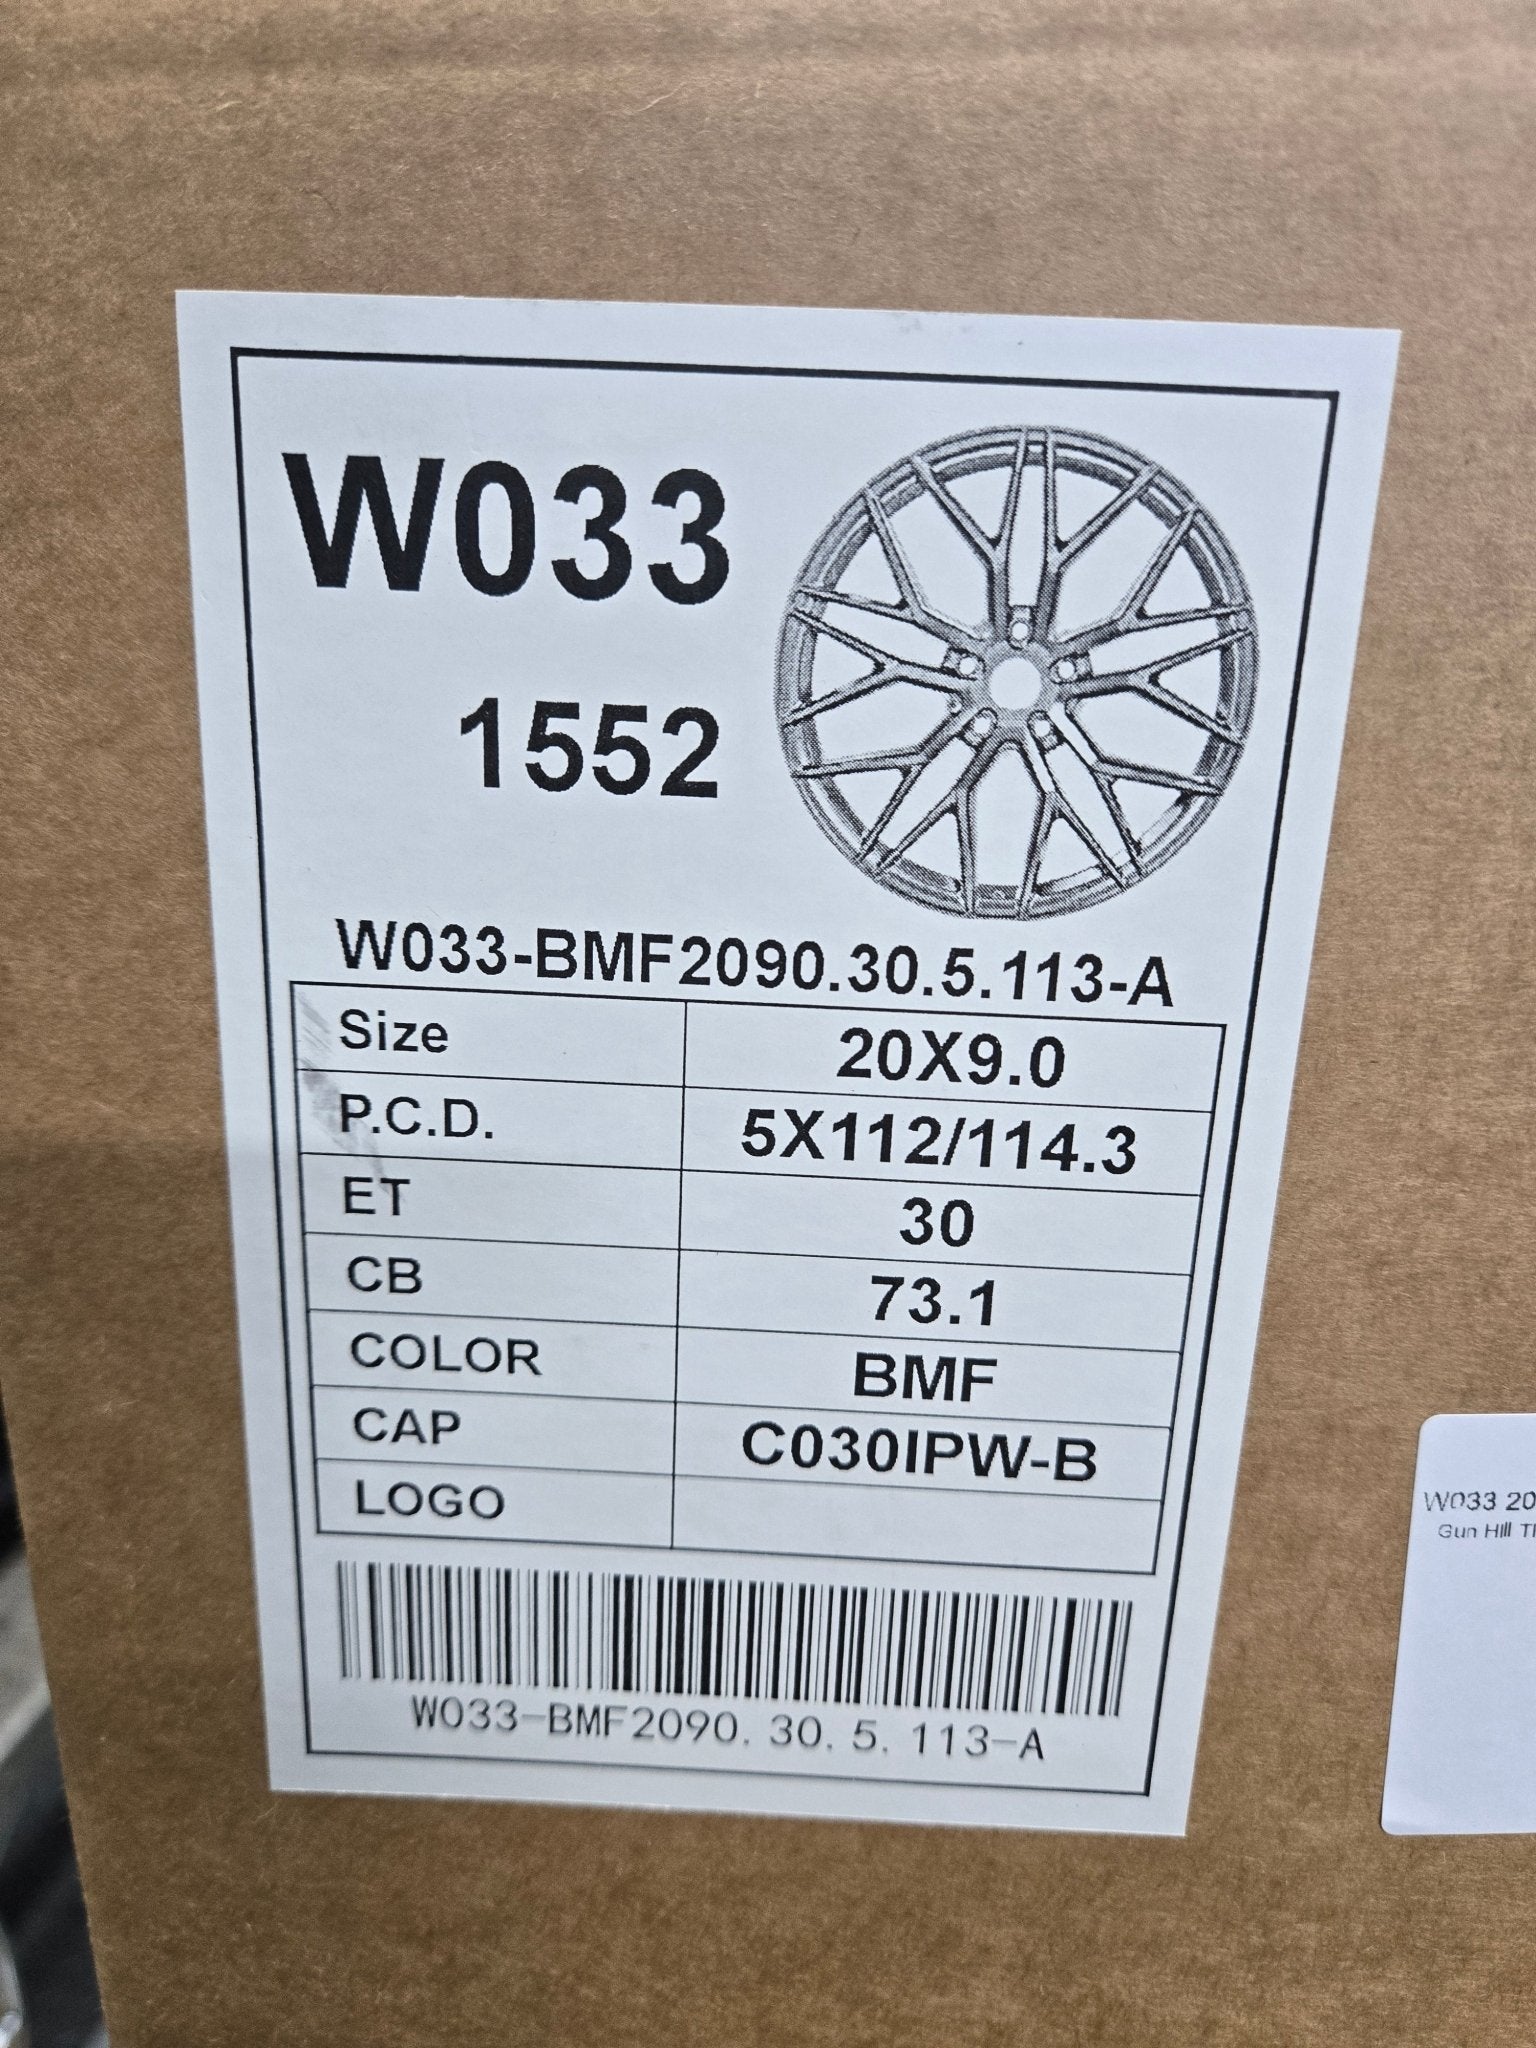 W033
1552
W033-BMF2090.30.5.113-A
Size 20X9.0
P.C.D. 5X112/114.3
ET 30
CB 73.1
COLOR BMF
CAP C030IPW-B
LOGO
W033-BMF2090.30.5.113-A
W033 20
Gun Hill